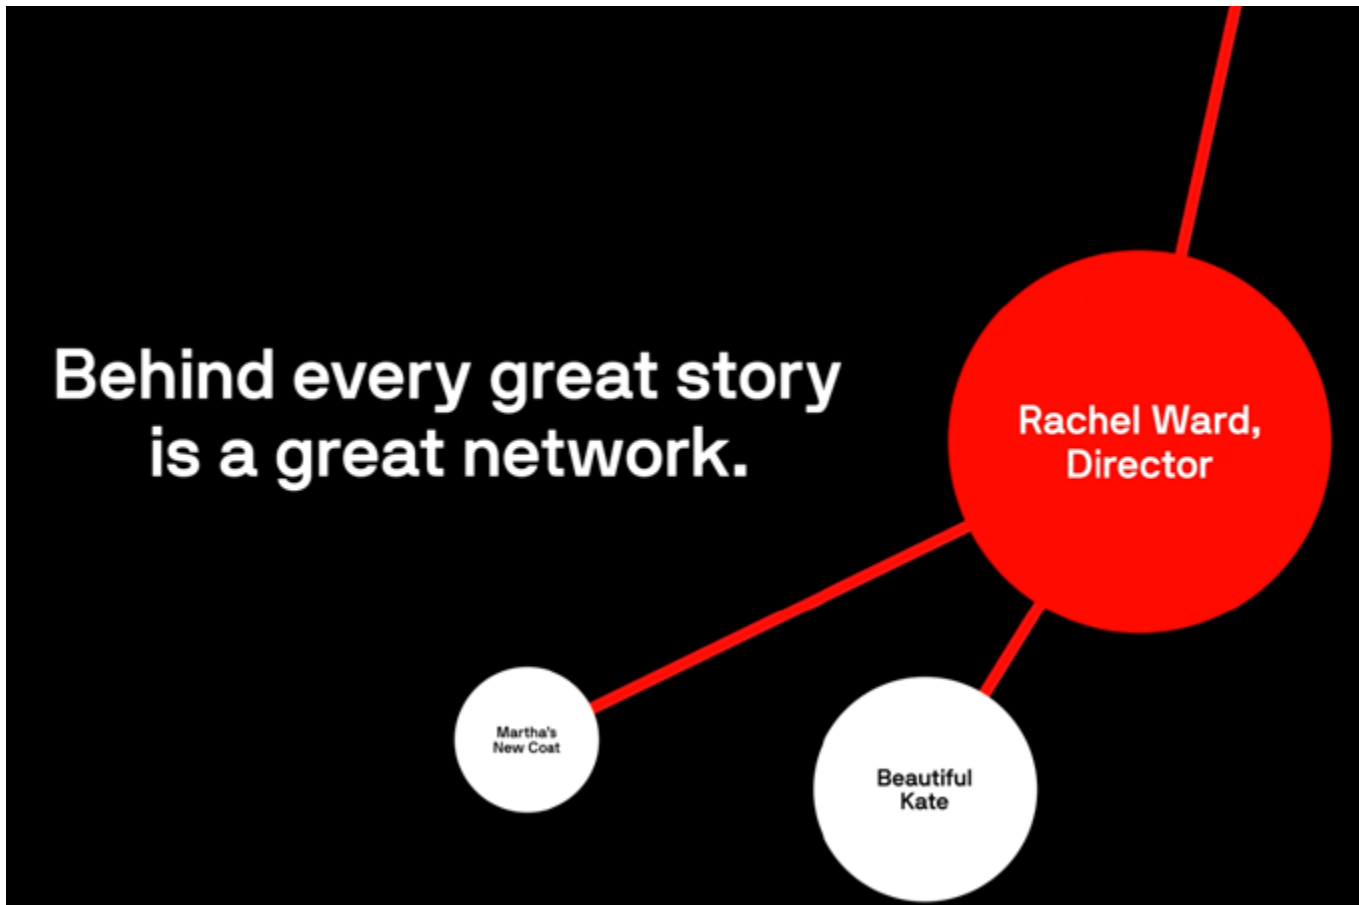 Behind every great story
is a great network.
Rachel Ward,
Director
Martha's
New Coat
Beautiful
Kate